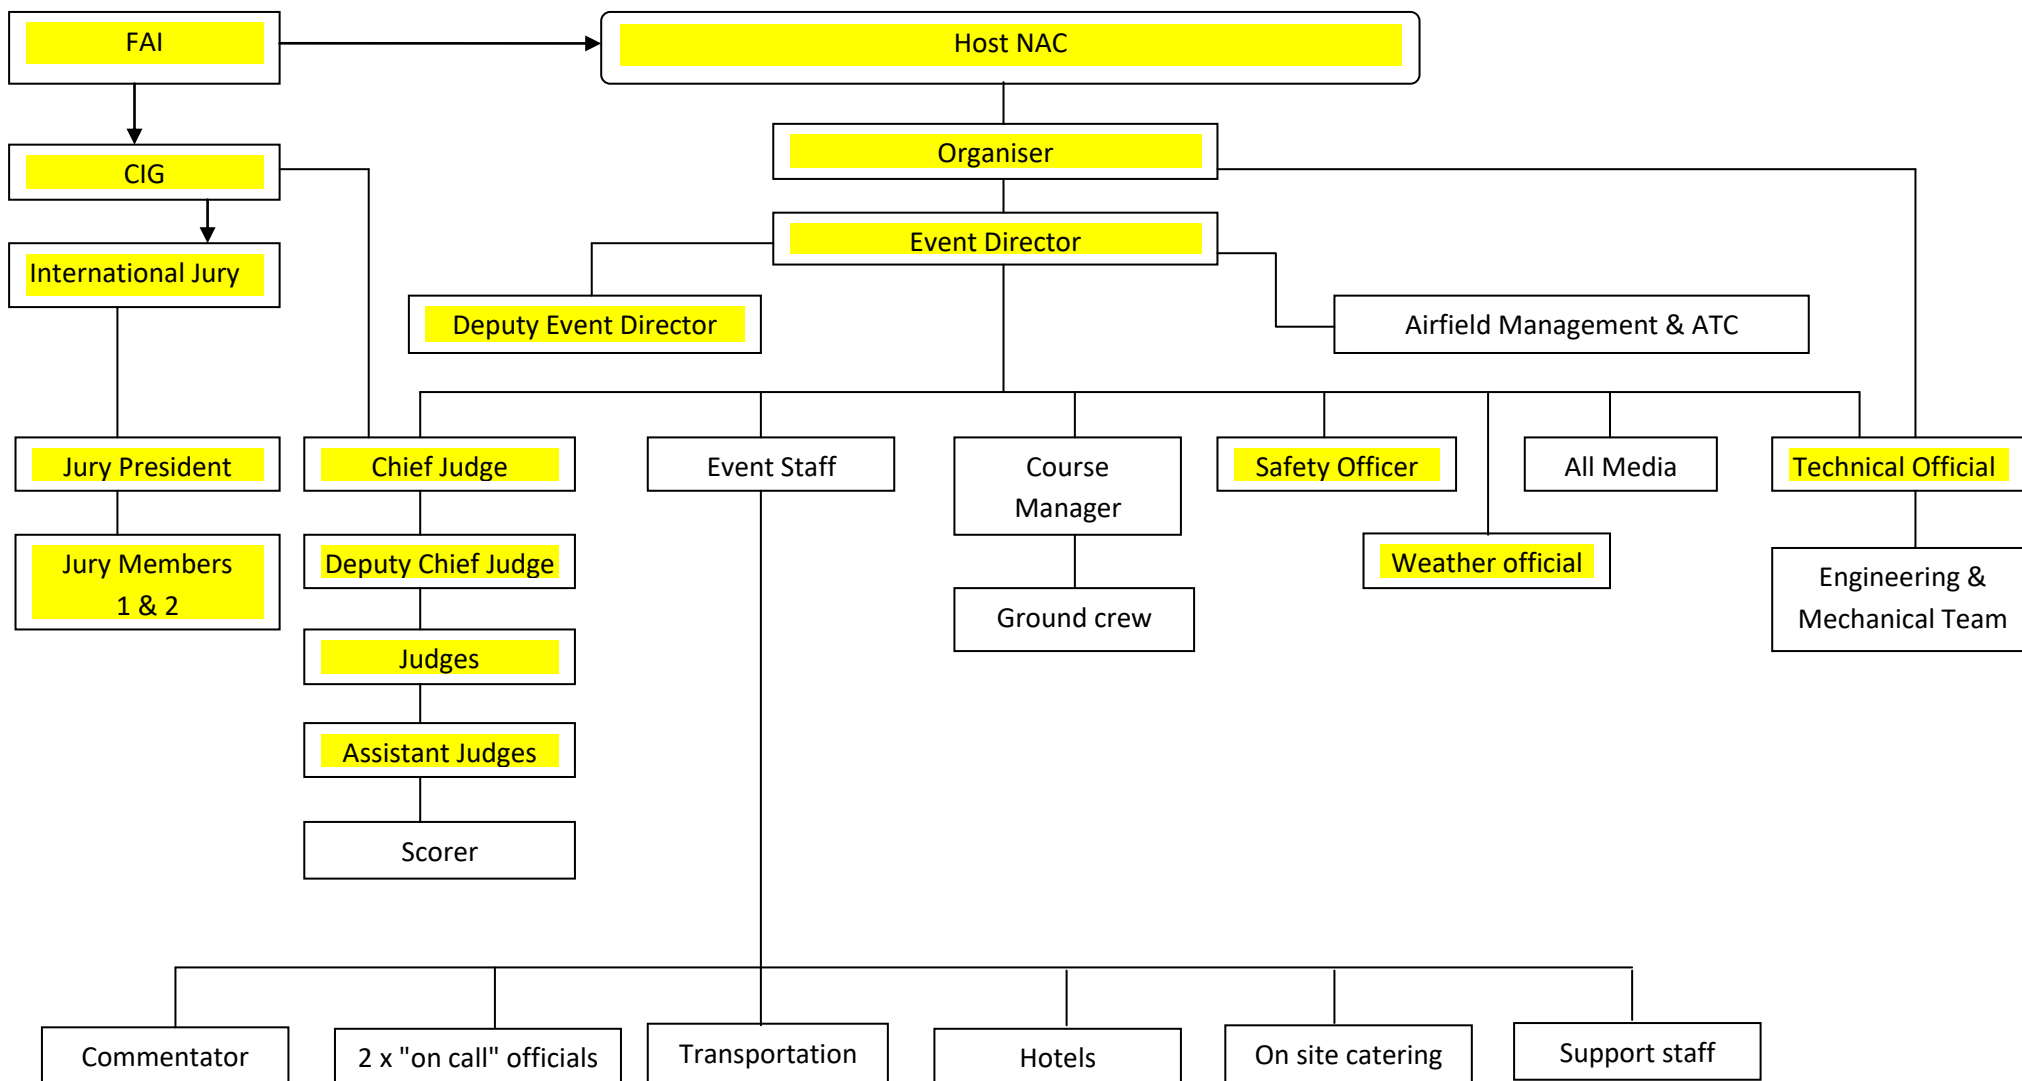 FAI
Host NAC
Organiser
CIG
Event Director
International Jury
Deputy Event Director
Airfield Management & ATC
Jury President
Chief Judge
Event Staff
Course
Manager
Safety Officer
All Media
Technical Official
Jury Members
1 & 2
Deputy Chief Judge
Weather official
Engineering &
Mechanical Team
Ground crew
Judges
Assistant Judges
Scorer
Commentator
2 x "on call" officials
Transportation
Hotels
On site catering
Support staff